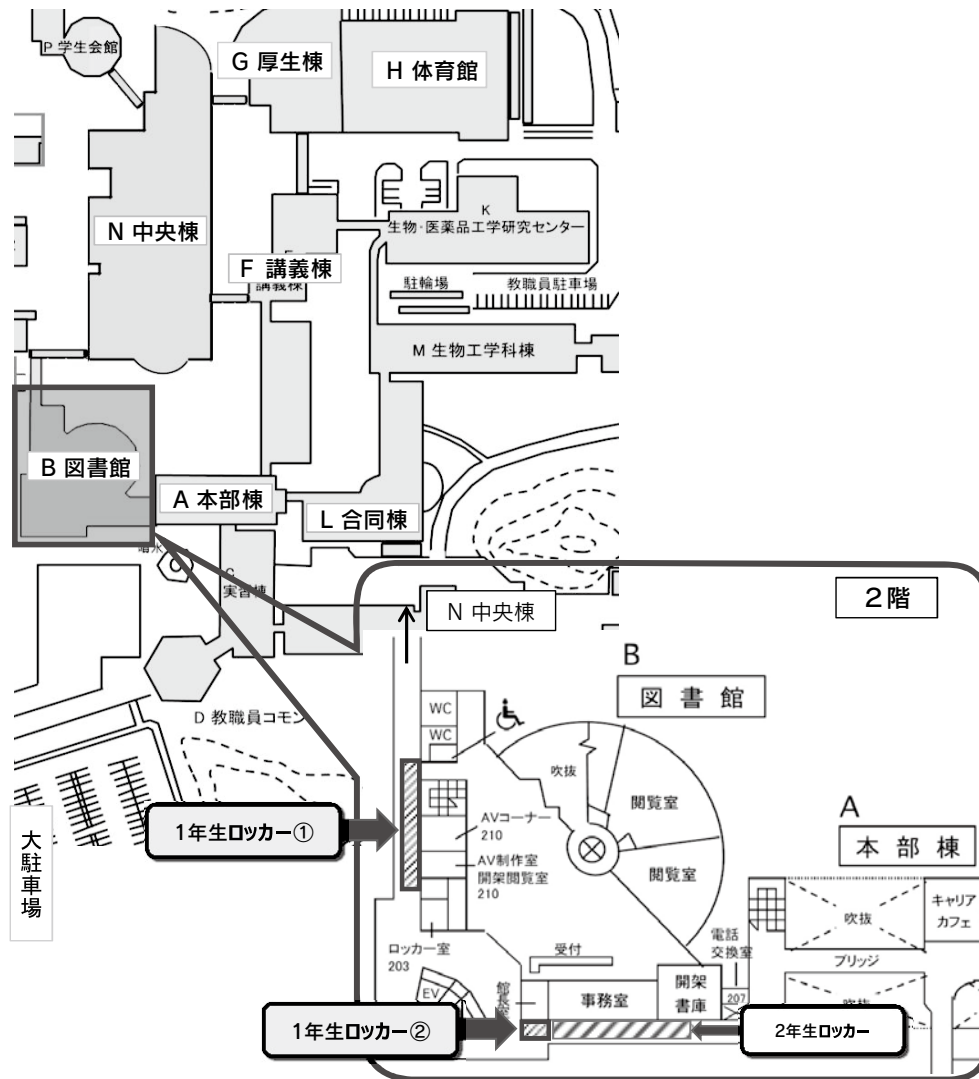 P 学生会館
G 厚生棟
H 体育館
N 中央棟
F 講義棟
講義棟
K
生物・医薬品工学研究センター
駐輪場
教職員駐車場
M 生物工学科棟
B 図書館
A 本部棟
L 合同棟
噴水
C
実習棟
D 教職員コモン
大駐車場
N 中央棟
2階
B
図書館
WC
WC
吹抜
閲覧室
閲覧室
AVコーナー
210
AV制作室
開架閲覧室
210
1年生ロッカー①
A
本部棟
吹抜
キャリア
カフェ
ブリッジ
吹抜
ロッカー室
203
受付
電話
交換室
EV
館長室
事務室
開架
書庫
207
1年生ロッカー②
2年生ロッカー